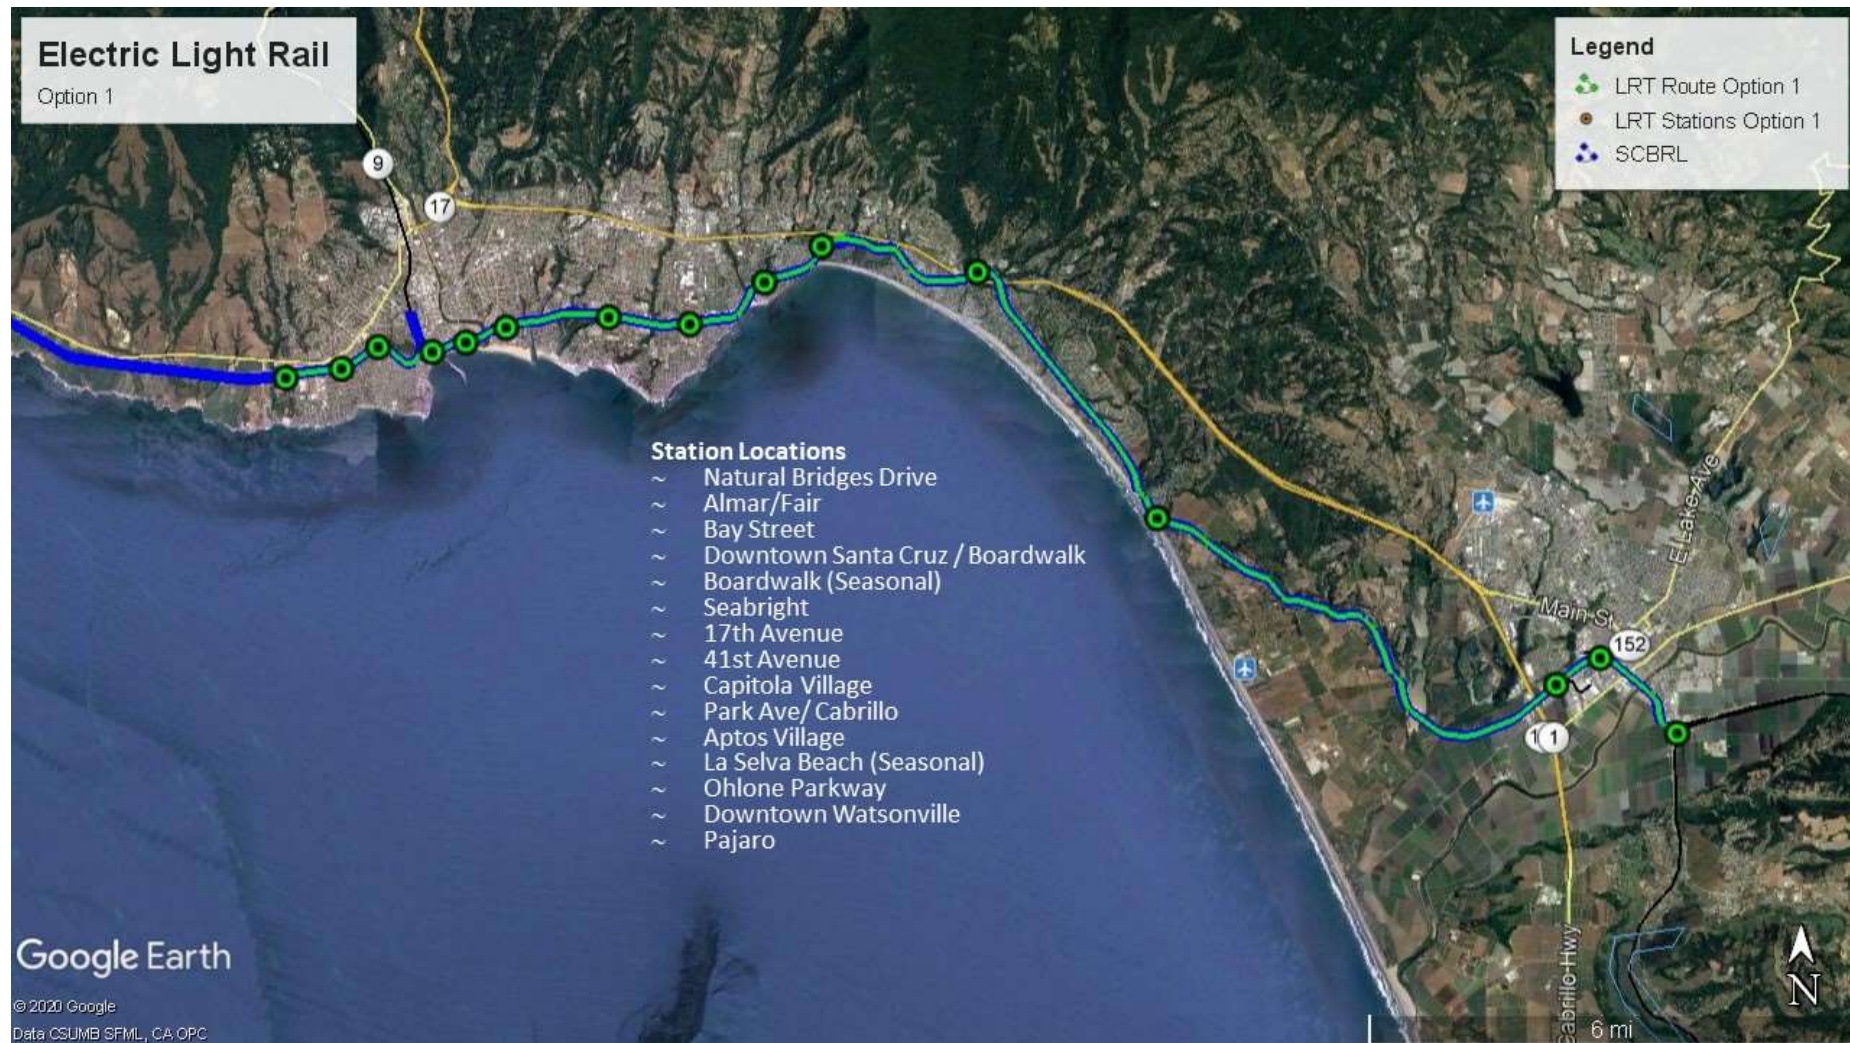 Electric Light Rail
Option 1
Legend
LRT Route Option 1
LRT Stations Option 1
SCBRL
9
17
Station Locations
~ Natural Bridges Drive
~ Almar/Fair
~ Bay Street
~ Downtown Santa Cruz / Boardwalk
~ Boardwalk (Seasonal)
~ Seabright
~ 17th Avenue
~ 41st Avenue
~ Capitola Village
~ Park Ave/ Cabrillo
~ Aptos Village
~ La Selva Beach (Seasonal)
~ Ohlone Parkway
~ Downtown Watsonville
~ Pajaro
E Lake Ave
Main St
152
1
1
Cabrillo Hwy
Google Earth
© 2020 Google
Data CSUMB SFML, CA OPC
N
6 mi